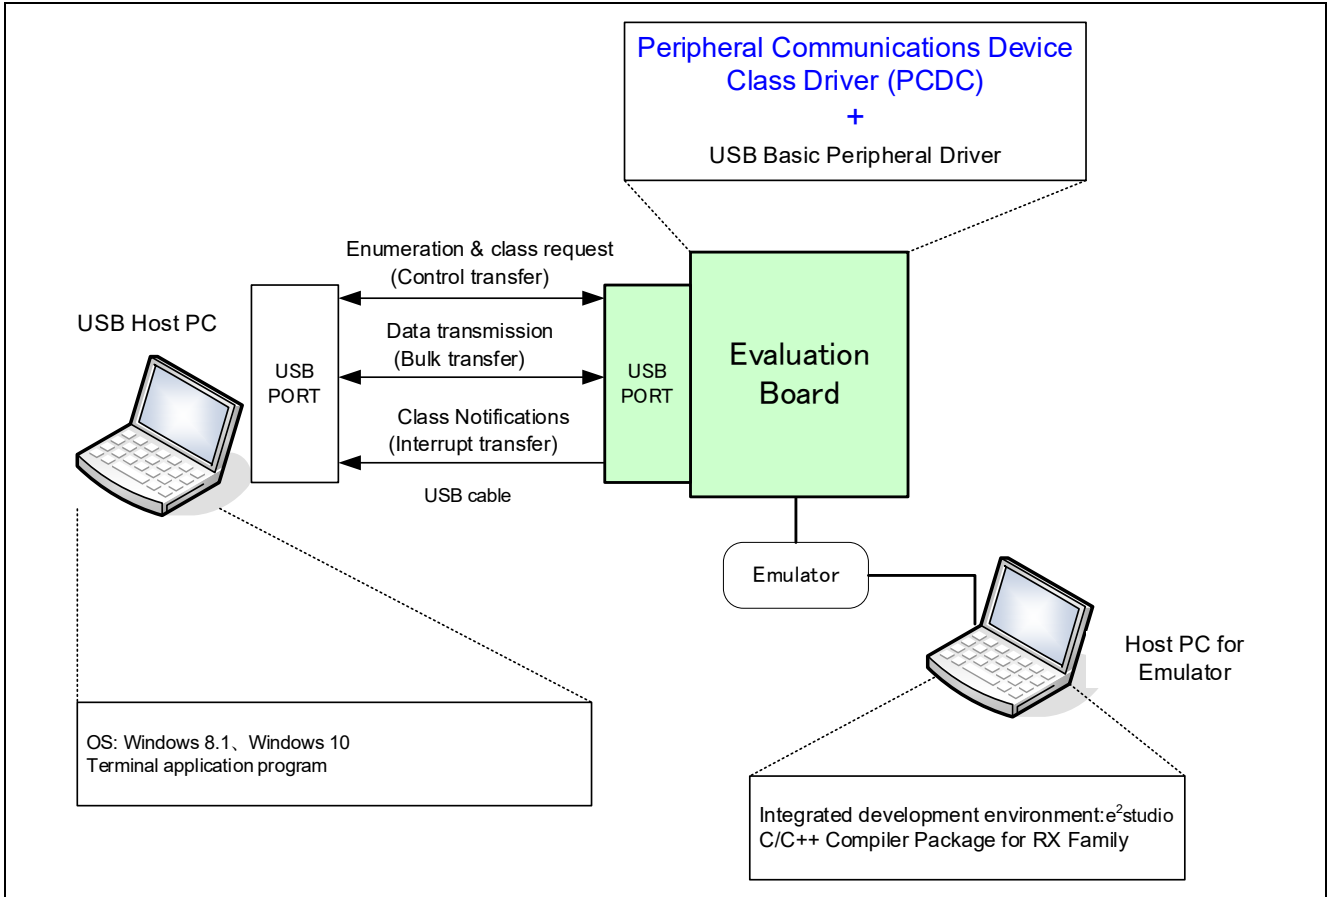 Peripheral Communications Device
Class Driver (PCDC)
+
USB Basic Peripheral Driver
Enumeration & class request
(Control transfer)
USB Host PC
Data transmission
(Bulk transfer)
USB
PORT
USB
PORT
Evaluation
Board
Class Notifications
(Interrupt transfer)
USB cable
Emulator
Host PC for
Emulator
OS: Windows 8.1、Windows 10
Terminal application program
Integrated development environment:e²studio
C/C++ Compiler Package for RX Family